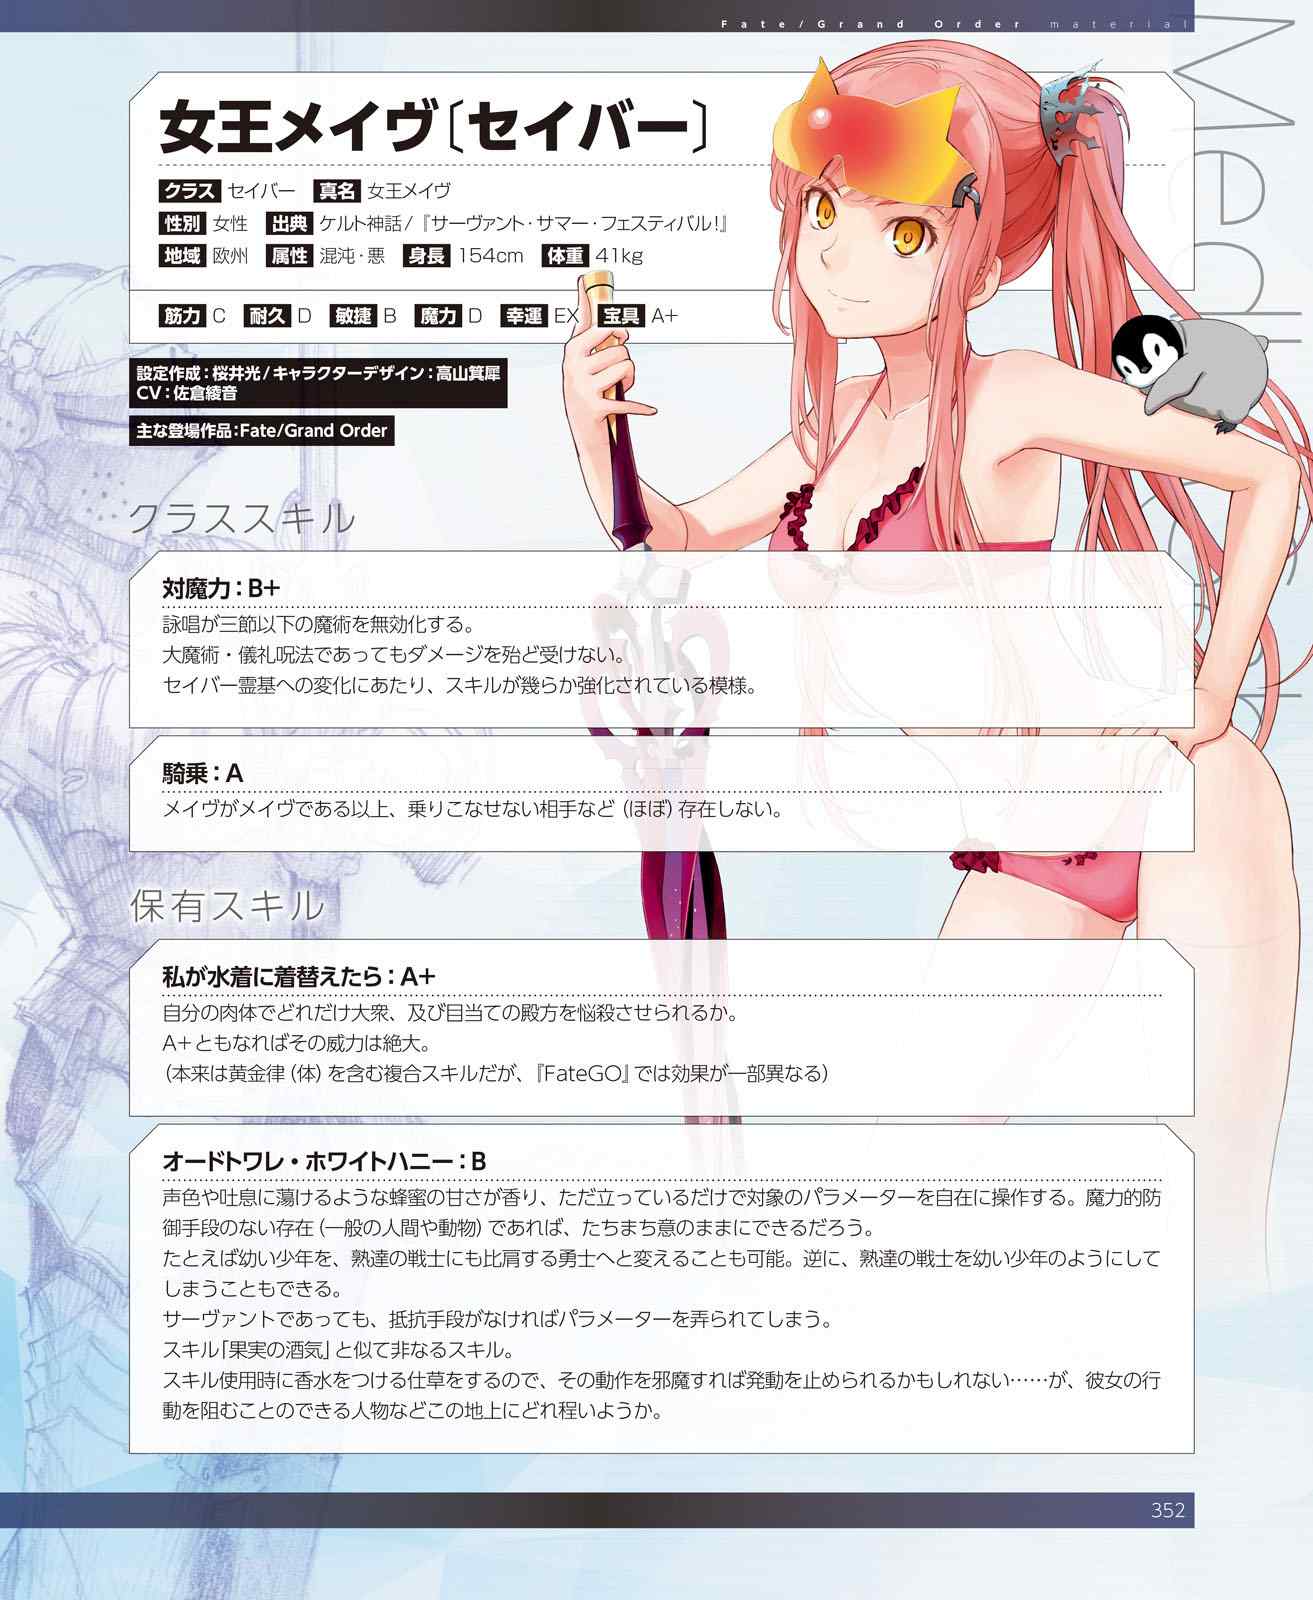 Fate/Grand Order material
女王メイヴ〔セイバー〕
クラス セイバー 真名 女王メイヴ
性別 女性 出典 ケルト神話/『サーヴァント・サマー・フェスティバル!』
地域 欧州 属性 混沌・悪 身長 154cm 体重 41kg
筋力 C 耐久 D 敏捷 B 魔力 D 幸運 EX 宝具 A+
設定作成:桜井光/キャラクターデザイン:高山箕犀
CV:佐倉綾音
主な登場作品:Fate/Grand Order
クラススキル
対魔力:B+
詠唱が三節以下の魔術を無効化する。
大魔術・儀礼呪法であってもダメージを殆ど受けない。
セイバー霊基への変化にあたり、スキルが幾らか強化されている模様。
騎乗:A
メイヴがメイヴである以上、乗りこなせない相手など(ほぼ)存在しない。
保有スキル
私が水着に着替えたら:A+
自分の肉体でどれだけ大衆、及び目当ての殿方を悩殺させられるか。
A+ともなればその威力は絶大。
(本来は黄金律(体)を含む複合スキルだが、『FateGO』では効果が一部異なる)
オードトワレ・ホワイトハニー:B
声色や吐息に蕩けるような蜂蜜の甘さが香り、ただ立っているだけで対象のパラメーターを自在に操作する。魔力的防
御手段のない存在(一般の人間や動物)であれば、たちまち意のままにできるだろう。
たとえば幼い少年を、熟達の戦士にも比肩する勇士へと変えることも可能。逆に、熟達の戦士を幼い少年のようにして
しまうこともできる。
サーヴァントであっても、抵抗手段がなければパラメーターを弄られてしまう。
スキル「果実の酒気」と似て非なるスキル。
スキル使用時に香水をつける仕草をするので、その動作を邪魔すれば発動を止められるかもしれない……が、彼女の行
動を阻むことのできる人物などこの地上にどれ程いようか。
352